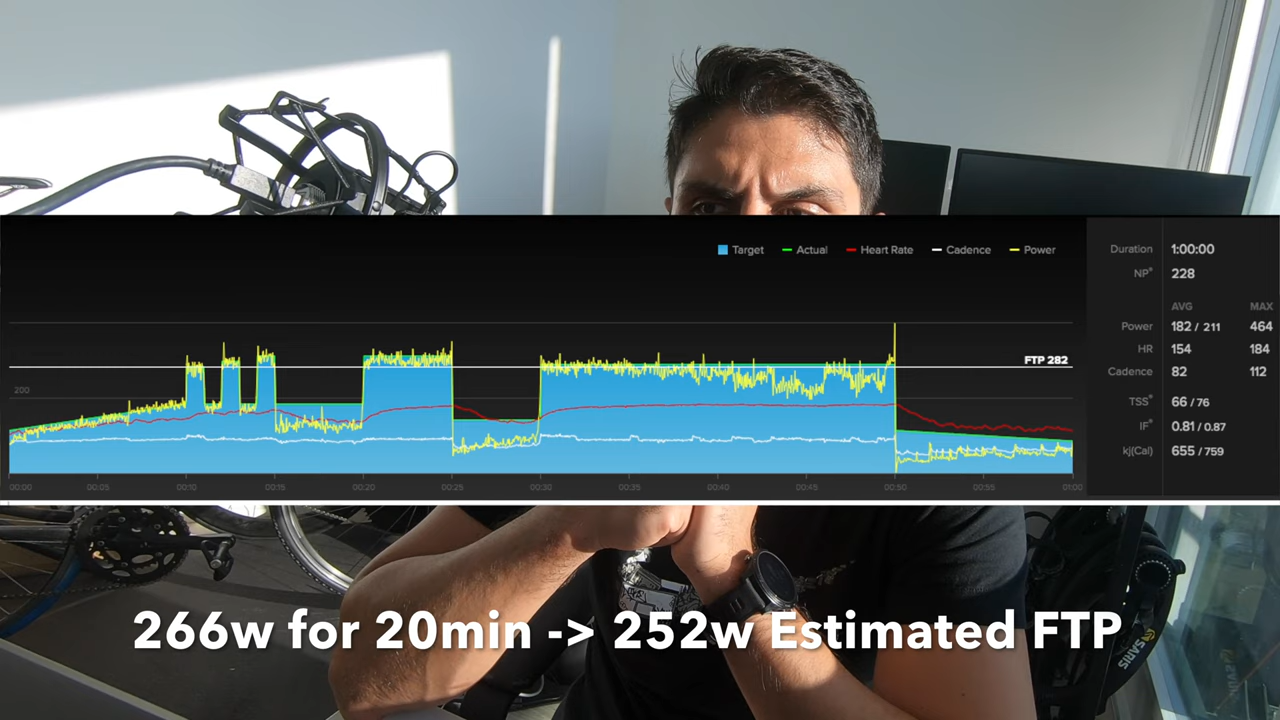 Target Actual Heart Rate Cadence Power
Duration 1:00:00
NP® 228
AVG MAX
Power 182 / 211 464
HR 154 184
Cadence 82 112
TSS® 66 / 76
IF® 0.81 / 0.87
kj(Cal) 655 / 759
FTP 282
200
00:00 00:05 00:10 00:15 00:20 00:25 00:30 00:35 00:40 00:45 00:50 00:55 01:00
266w for 20min -> 252w Estimated FTP
SARIS